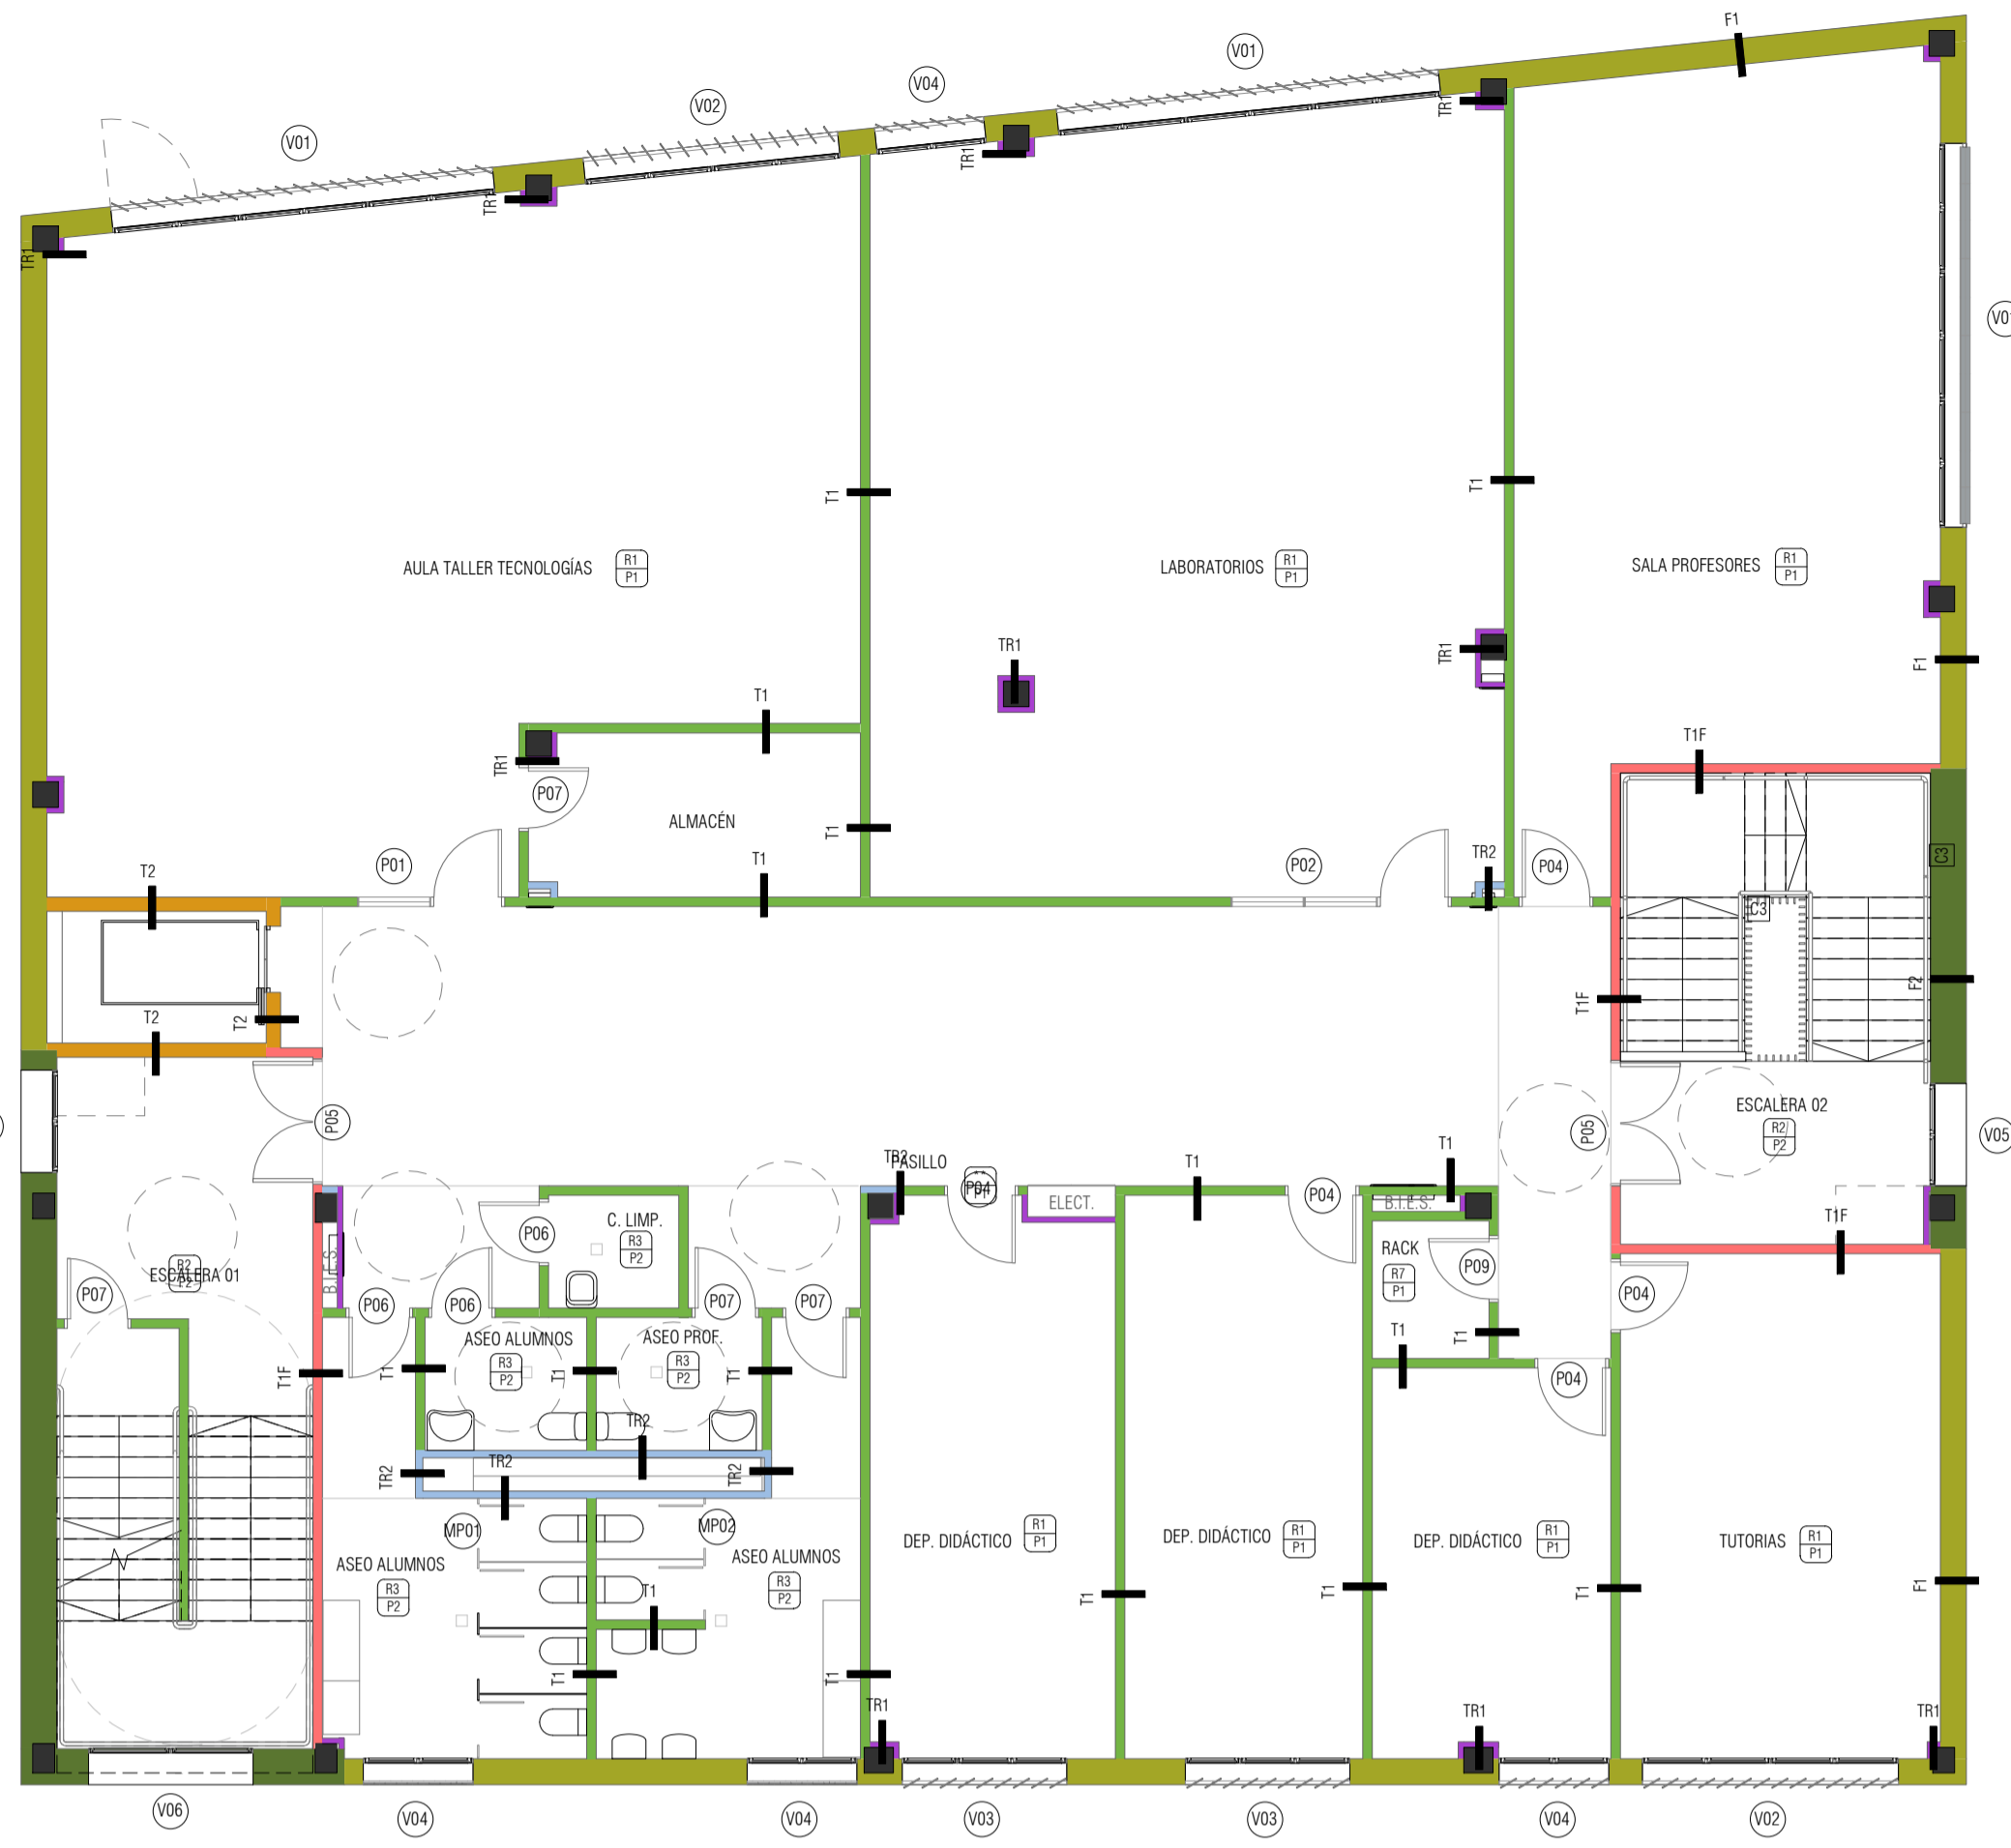 F1
V01
V04
V02
V01
TR1
TR1
TR1
TR1
V01
T1
T1
AULA TALLER TECNOLOGÍAS
R1
P1
LABORATORIOS
R1
P1
SALA PROFESORES
R1
P1
TR1
TR1
F1
T1
T1F
TR1
P07
ALMACÉN
T1
T2
P01
T1
P02
TR2
P04
C3
C3
T2
T2
T1F
F2
P05
P05
ESCALERA 02
R2
P2
V05
TR2
PASILLO
**
P1
P04
T1
T1
ELECT.
P04
B.I.E.S.
T1F
C. LIMP.
R3
P2
P06
B.I.E.S.
ESCALERA 01
R2
P2
P07
RACK
R7
P1
P09
P04
P06
P06
P07
P07
ASEO ALUMNOS
R3
P2
ASEO PROF.
R3
P2
T1F
T1
T1
T1
T1
T1
P04
TR2
TR2
TR2
TR2
MP01
MP02
ASEO ALUMNOS
R3
P2
ASEO ALUMNOS
R3
P2
DEP. DIDÁCTICO
R1
P1
DEP. DIDÁCTICO
R1
P1
DEP. DIDÁCTICO
R1
P1
TUTORIAS
R1
P1
T1
T1
T1
T1
F1
T1
T1
TR1
TR1
TR1
V06
V04
V04
V03
V03
V04
V02